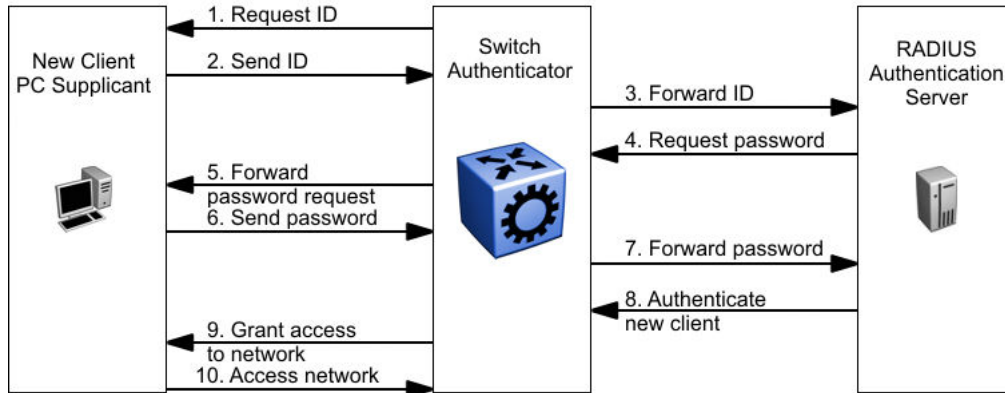 New Client
PC Supplicant
Switch
Authenticator
RADIUS
Authentication
Server
1. Request ID
2. Send ID
3. Forward ID
4. Request password
5. Forward
password request
6. Send password
7. Forward password
8. Authenticate
new client
9. Grant access
to network
10. Access network